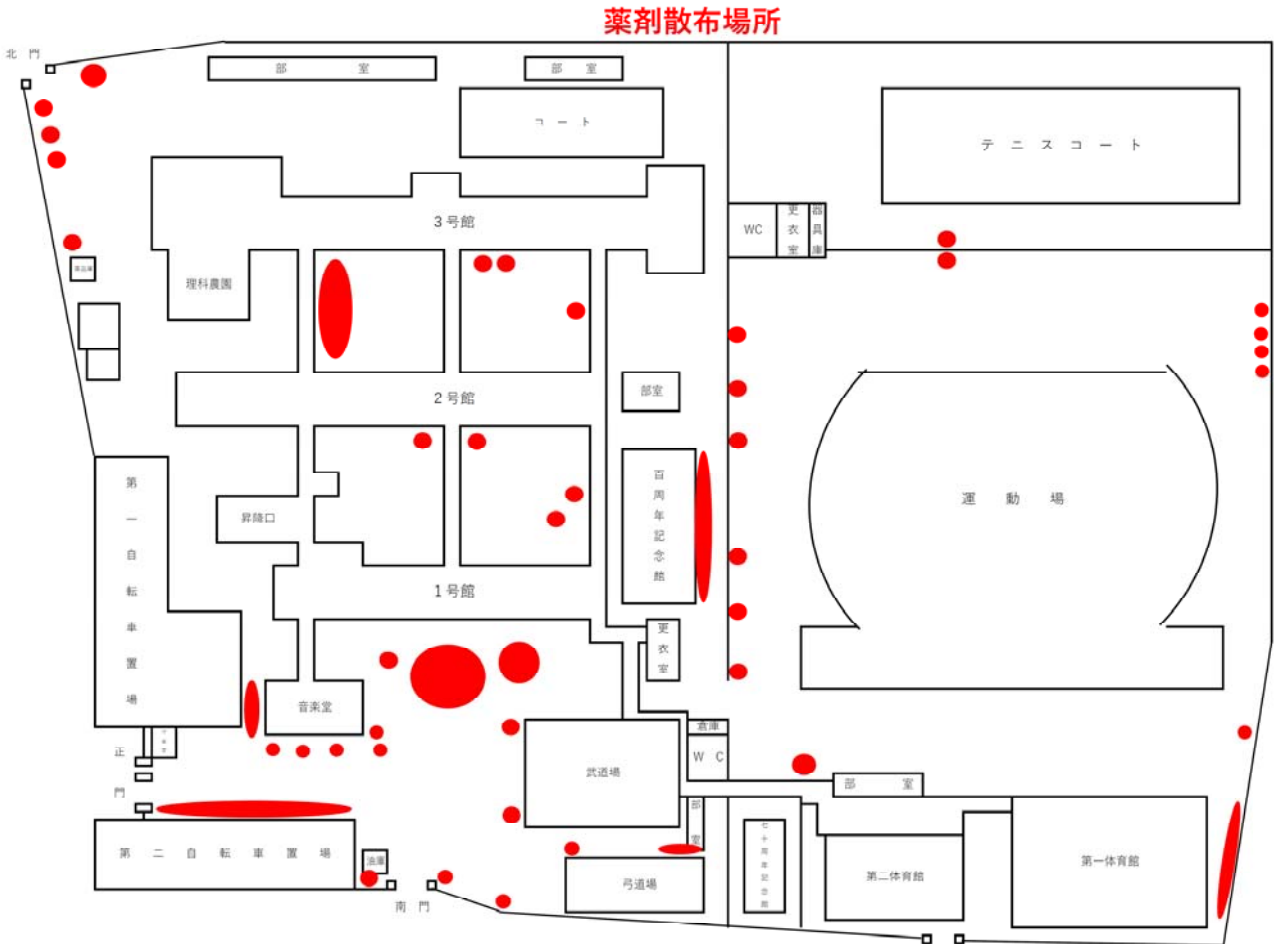 薬剤散布場所
北門
部室
部室
コート
テニスコート
3号館
WC
更衣室
器具庫
理科農園
2号館
部室
第一自転車置場
百周年記念館
運動場
昇降口
1号館
更衣室
音楽堂
倉庫
WC
正門
武道場
部室
部室
第二自転車置場
油庫
七十周年記念館
第一体育館
第二体育館
弓道場
南門